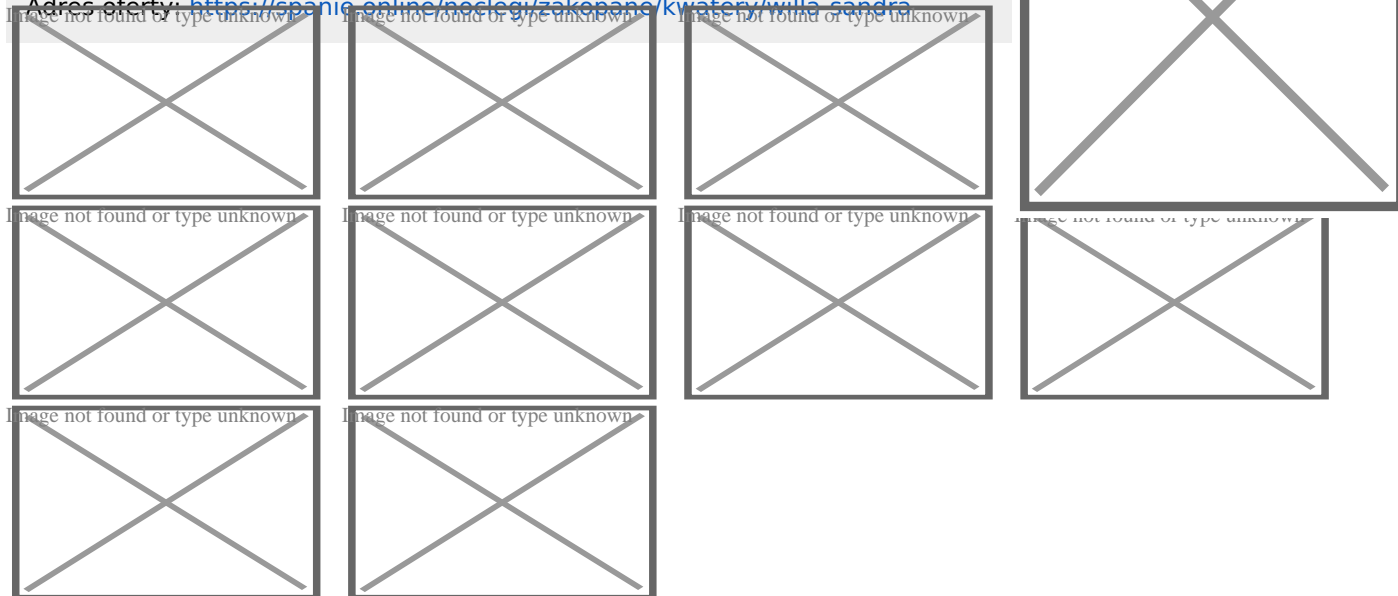 Adres oferty: https://spanie.online/noclegi/zakopane/kwatery/willa-sandra
Image not found or type unknown Image not found or type unknown Image not found or type unknown
Image not found or type unknown Image not found or type unknown Image not found or type unknown Image not found or type unknown
Image not found or type unknown Image not found or type unknown